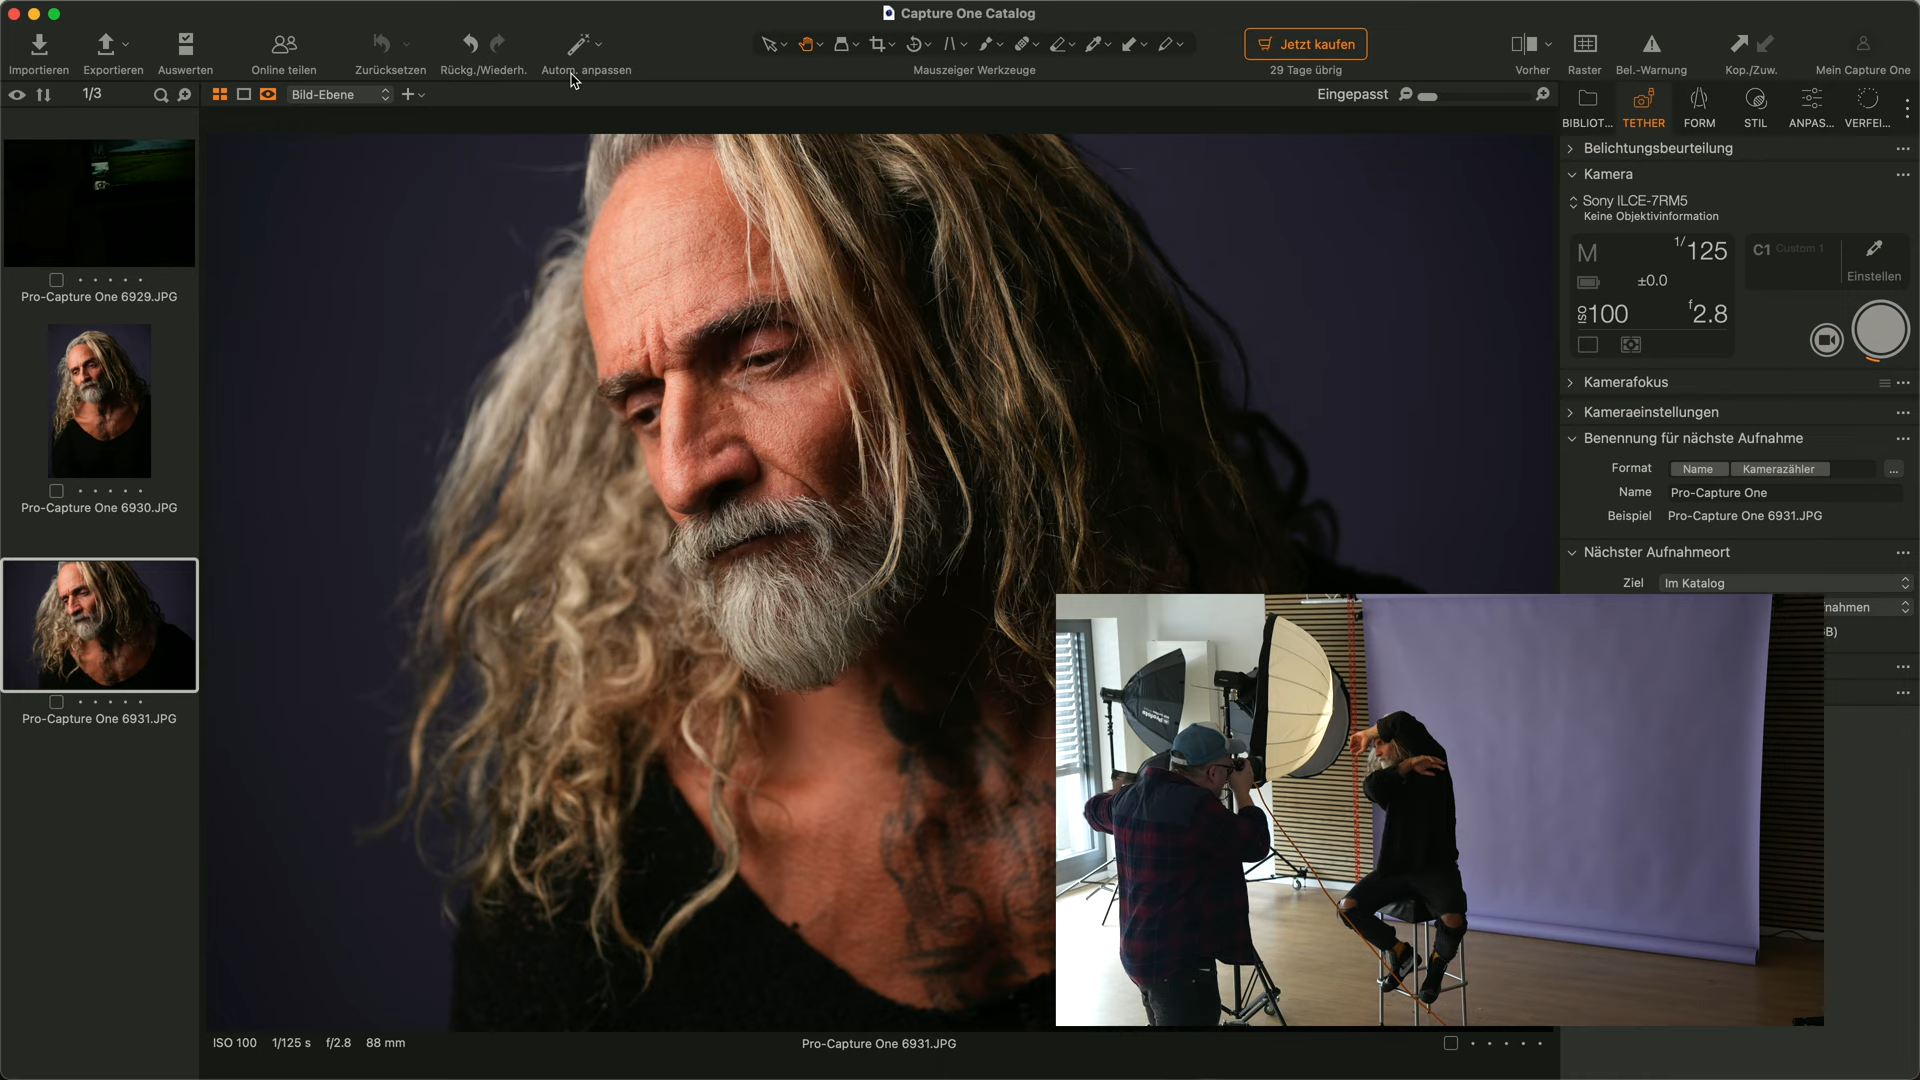 Capture One Catalog
Importieren
Exportieren
Auswerten
Online teilen
Zurücksetzen
Rückg./Wiederh.
Autom. anpassen
Mauszeiger Werkzeuge
Jetzt kaufen
29 Tage übrig
Vorher
Raster
Bel.-Warnung
Kop./Zuw.
Mein Capture One
1/3
Bild-Ebene
Eingepasst
BIBLIOT...
TETHER
FORM
STIL
ANPAS...
VERFEI...
Belichtungsbeurteilung
Kamera
Sony ILCE-7RM5
Keine Objektivinformation
M
1/125
C1 Custom 1
±0.0
Einstellen
ISO 100
f2.8
Kamerafokus
Kameraeinstellungen
Benennung für nächste Aufnahme
Format Name Kamerazähler ...
Name Pro-Capture One
Beispiel Pro-Capture One 6931.JPG
Nächster Aufnahmeort
Ziel Im Katalog
nahmen
B)
Pro-Capture One 6929.JPG
Pro-Capture One 6930.JPG
Pro-Capture One 6931.JPG
Profoto
ISO 100 1/125 s f/2.8 88 mm
Pro-Capture One 6931.JPG